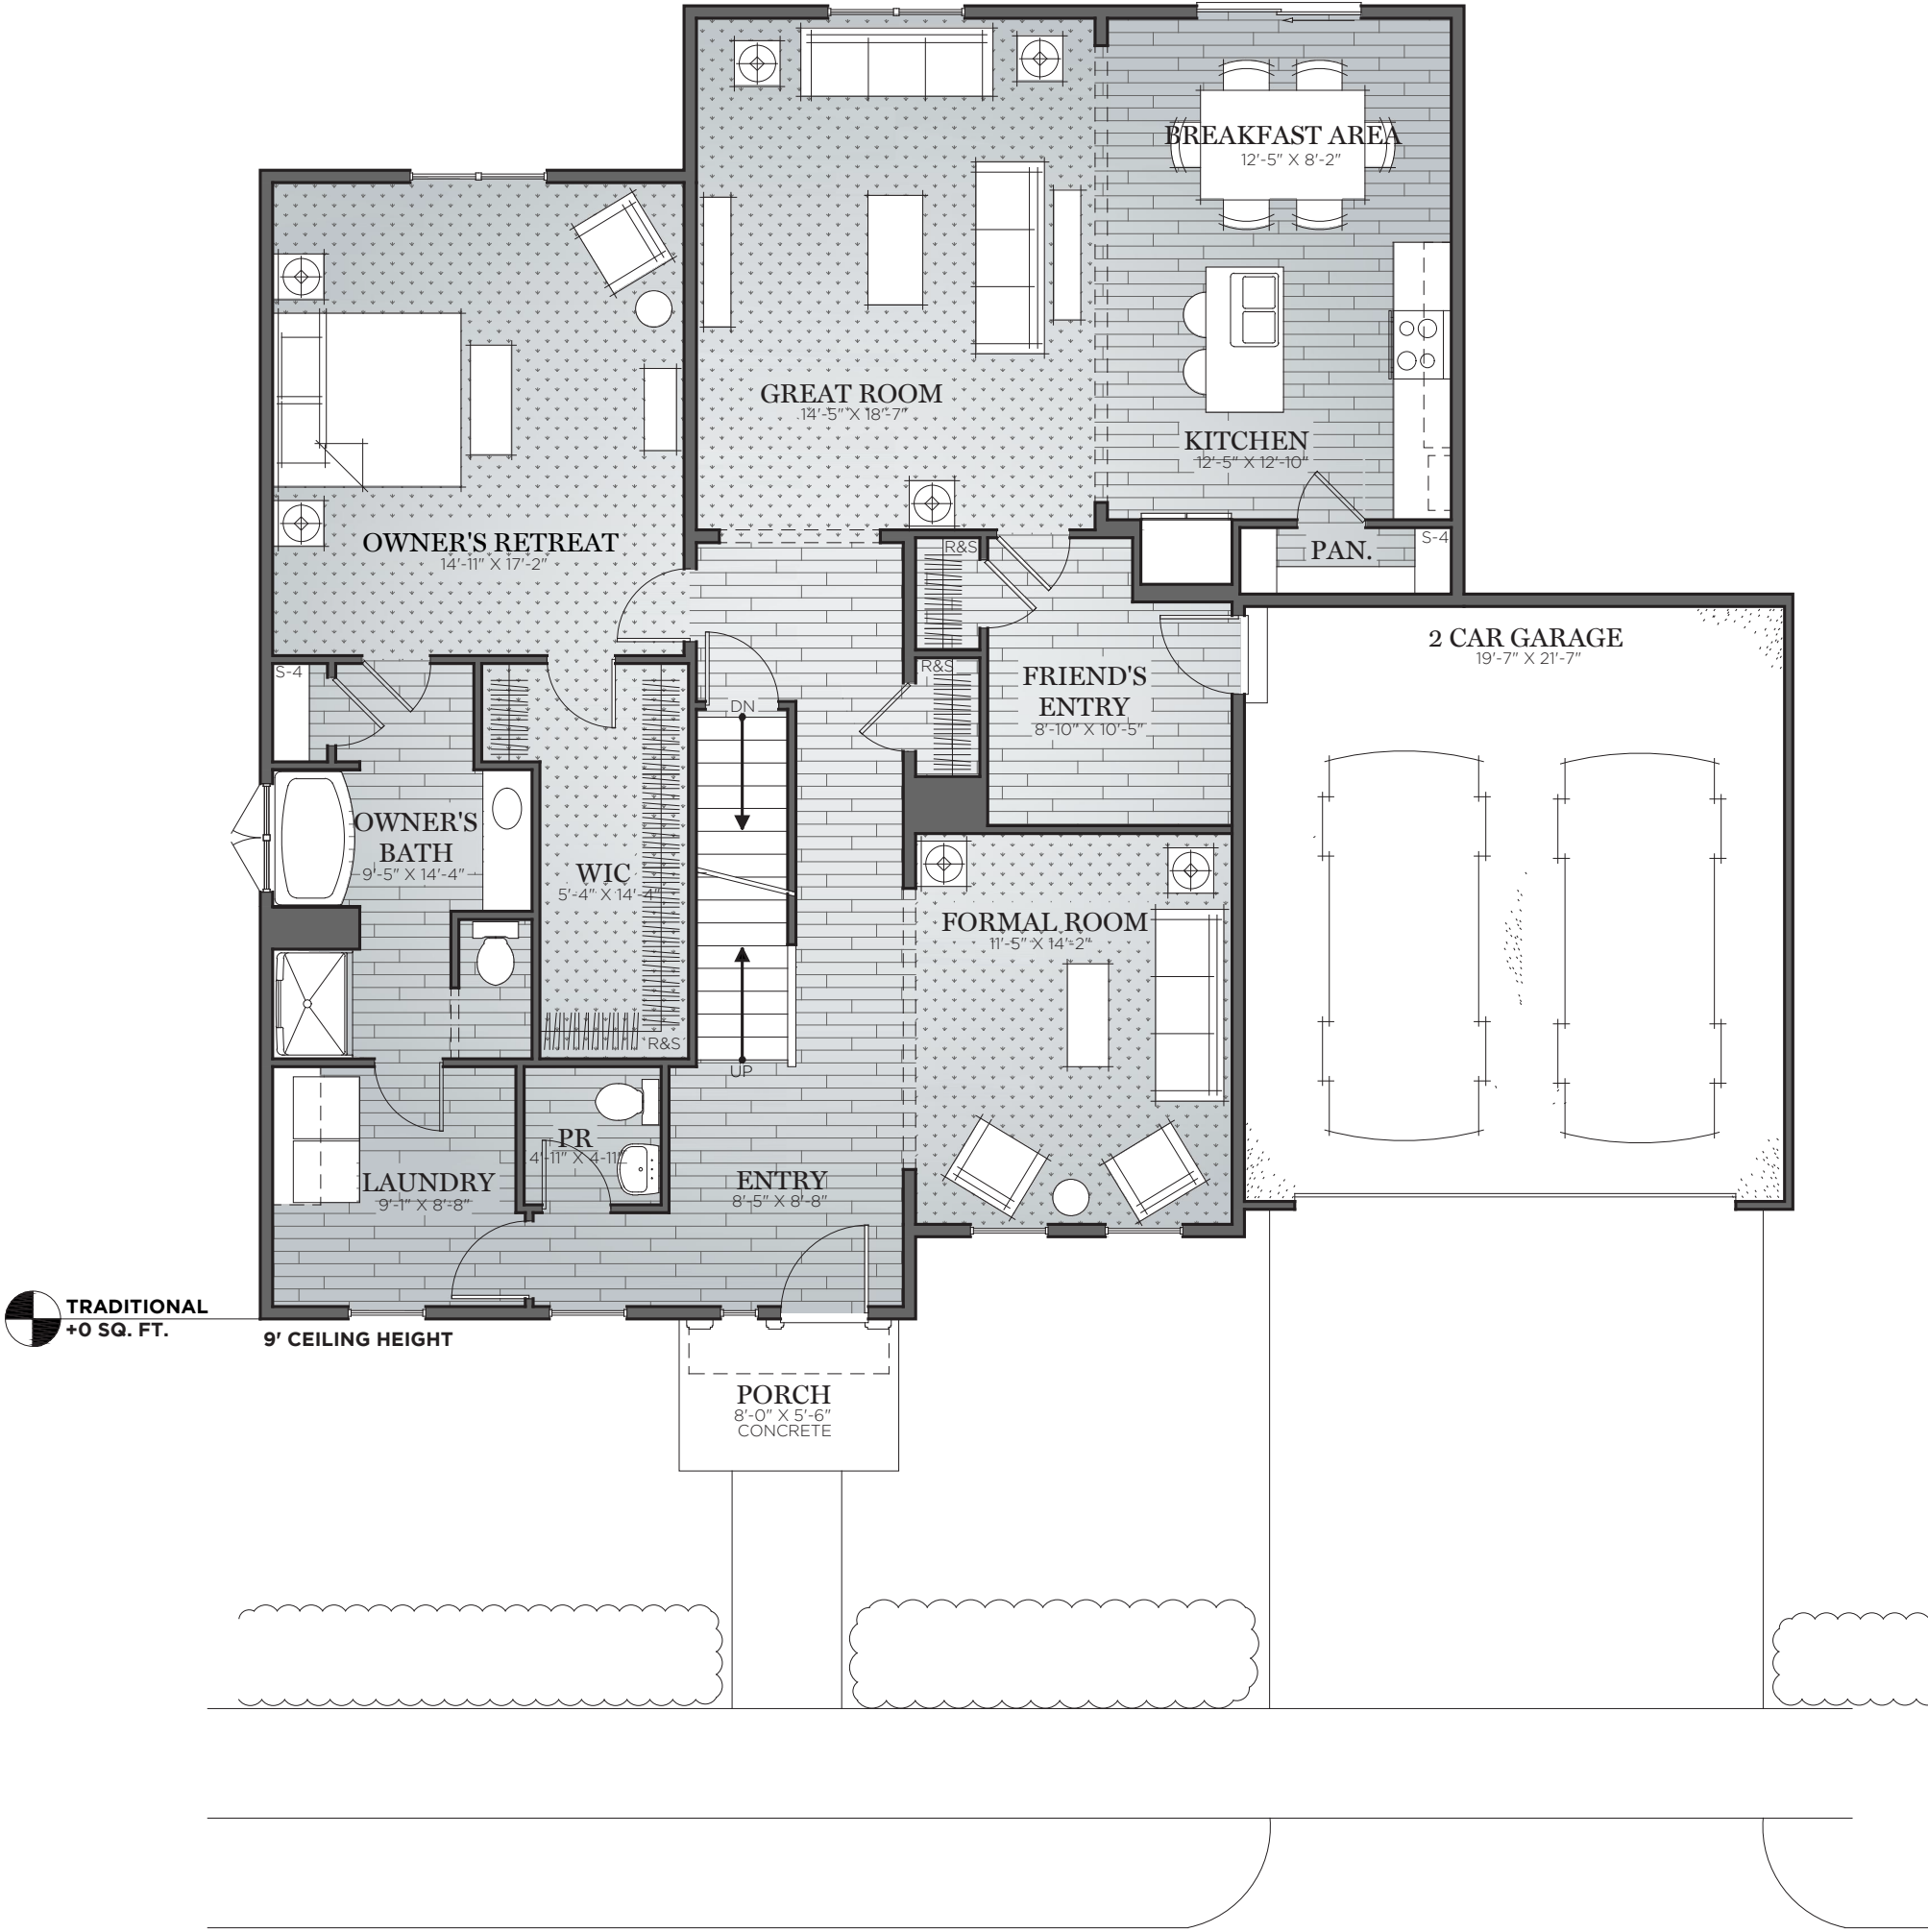 BREAKFAST AREA
12'-5" X 8'-2"
GREAT ROOM
14'-5" X 18'-7"
KITCHEN
12'-5" X 12'-10"
OWNER'S RETREAT
14'-11" X 17'-2"
R&S
PAN.
S-4
2 CAR GARAGE
19'-7" X 21'-7"
S-4
R&S
FRIEND'S
ENTRY
8'-10" X 10'-5"
DN
OWNER'S
BATH
9'-5" X 14'-4"
WIC
5'-4" X 14'-4"
FORMAL ROOM
11'-5" X 14'-2"
R&S
UP
PR
4'-11" X 4-11"
LAUNDRY
9'-1" X 8'-8"
ENTRY
8'-5" X 8'-8"
TRADITIONAL
+0 SQ. FT.
9' CEILING HEIGHT
PORCH
8'-0" X 5'-6"
CONCRETE